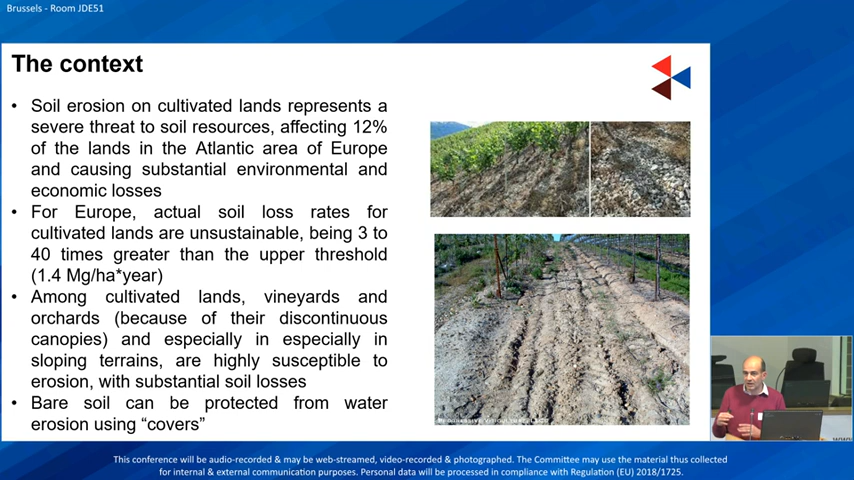 Brussels - Room JDE51
The context
• Soil erosion on cultivated lands represents a
severe threat to soil resources, affecting 12%
of the lands in the Atlantic area of Europe
and causing substantial environmental and
economic losses
• For Europe, actual soil loss rates for
cultivated lands are unsustainable, being 3 to
40 times greater than the upper threshold
(1.4 Mg/ha*year)
• Among cultivated lands, vineyards and
orchards (because of their discontinuous
canopies) and especially in especially in
sloping terrains, are highly susceptible to
erosion, with substantial soil losses
• Bare soil can be protected from water
erosion using “covers”
This conference will be audio-recorded & may be web-streamed, video-recorded & photographed. The Committee may use the material thus collected
for internal & external communication purposes. Personal data will be processed in compliance with Regulation (EU) 2018/1725.